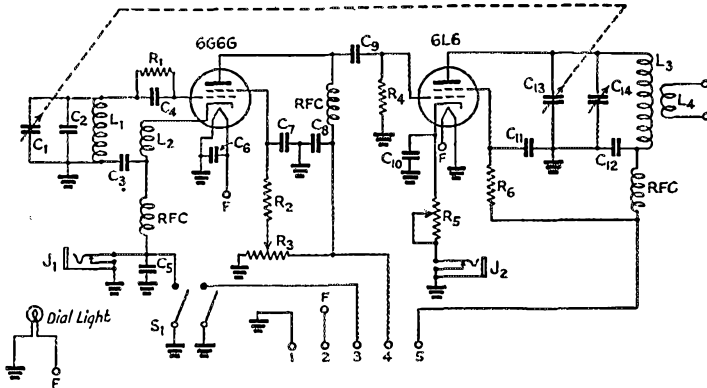 6G6G
C9
6L6
R1
C4
C1
C2
L1
L2
C3
C6
F
RFC
C7
C8
RFC
R2
R3
R4
C10
F
C11
R5
R6
C13
C14
C12
L3
L4
RFC
J1
C5
S1
J2
Dial Light
F
F
1
2
3
4
5